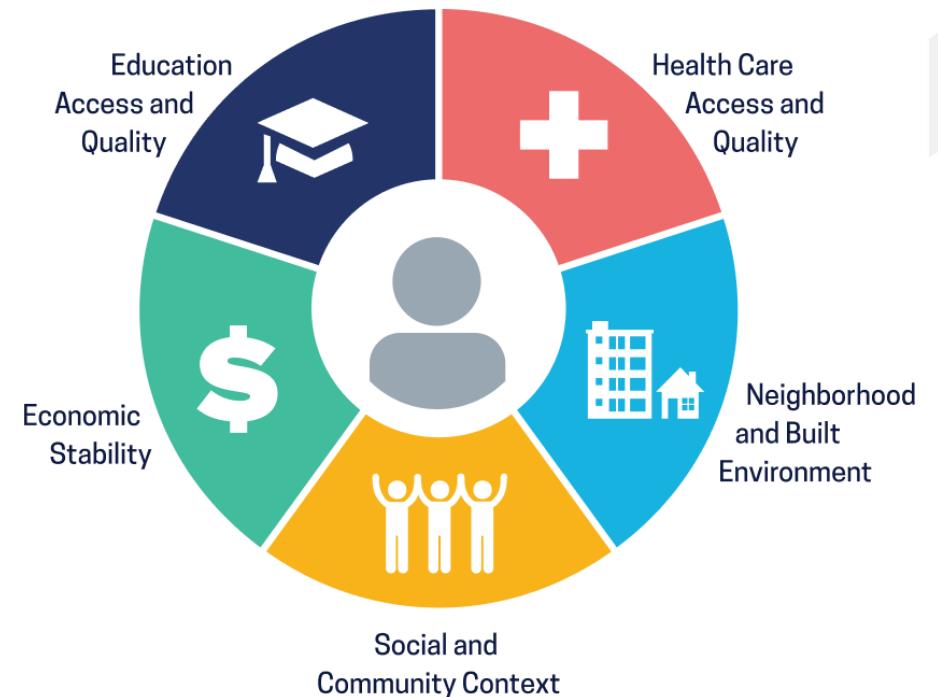 Education
Access and
Quality
Health Care
Access and
Quality
$
Economic
Stability
Neighborhood
and Built
Environment
Social and
Community Context